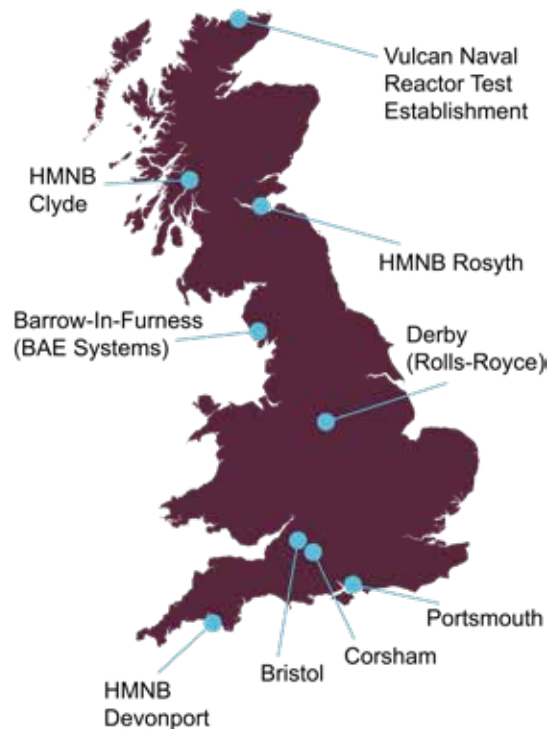 Vulcan Naval
Reactor Test
Establishment
HMNB
Clyde
HMNB Rosyth
Barrow-In-Furness
(BAE Systems)
Derby
(Rolls-Royce)
Portsmouth
Corsham
Bristol
HMNB
Devonport